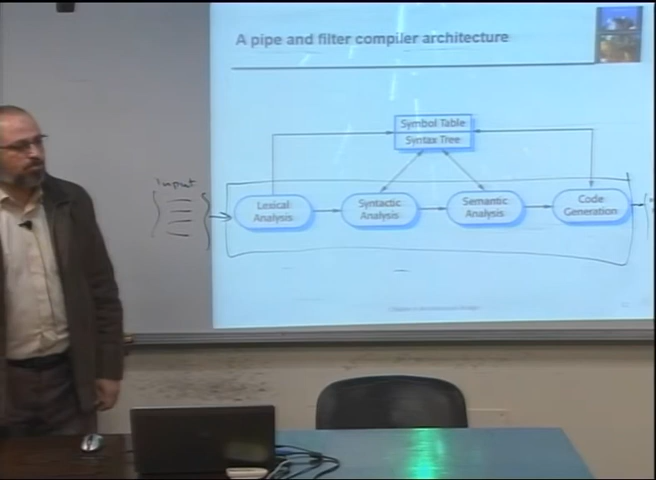 A pipe and filter compiler architecture
Symbol Table
Syntax Tree
input
Lexical
Analysis
Syntactic
Analysis
Semantic
Analysis
Code
Generation